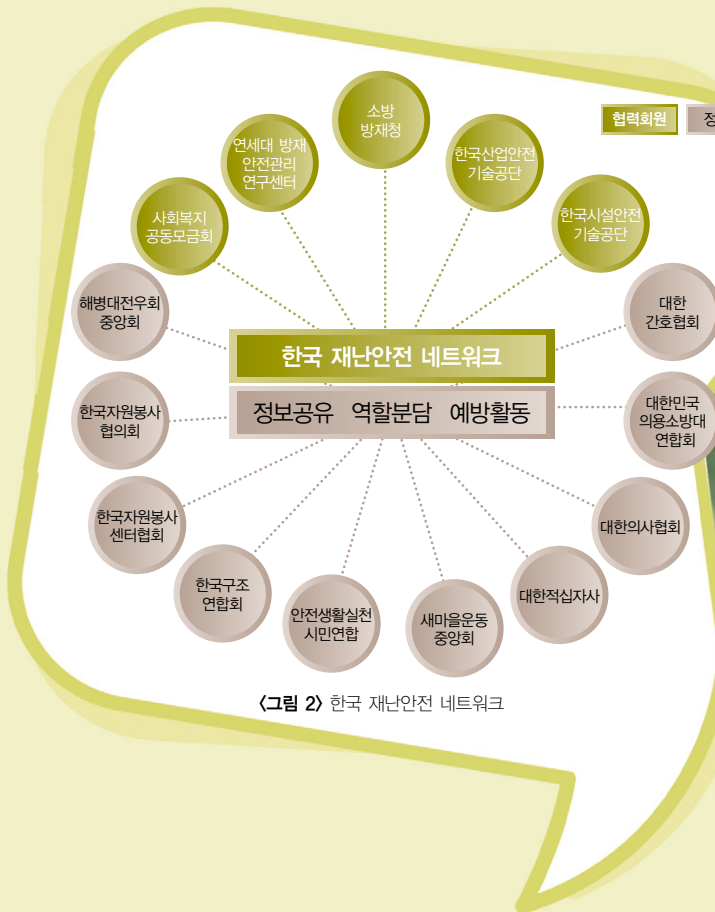 소방
방재청
협력회원
정
연세대 방재
안전관리
연구센터
한국산업안전
기술공단
사회복지
공동모금회
한국시설안전
기술공단
해병대전우회
중앙회
대한
간호협회
한국 재난안전 네트워크
정보공유 역할분담 예방활동
한국자원봉사
협의회
대한민국
의용소방대
연합회
한국자원봉사
센터협회
대한의사협회
한국구조
연합회
안전생활실천
시민연합
새마을운동
중앙회
대한적십자사
〈그림 2〉 한국 재난안전 네트워크